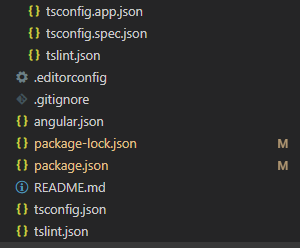 {} tsconfig.app.json
{} tsconfig.spec.json
{} tslint.json
.editorconfig
.gitignore
{} angular.json
{} package-lock.json M
{} package.json M
README.md
{} tsconfig.json
{} tslint.json